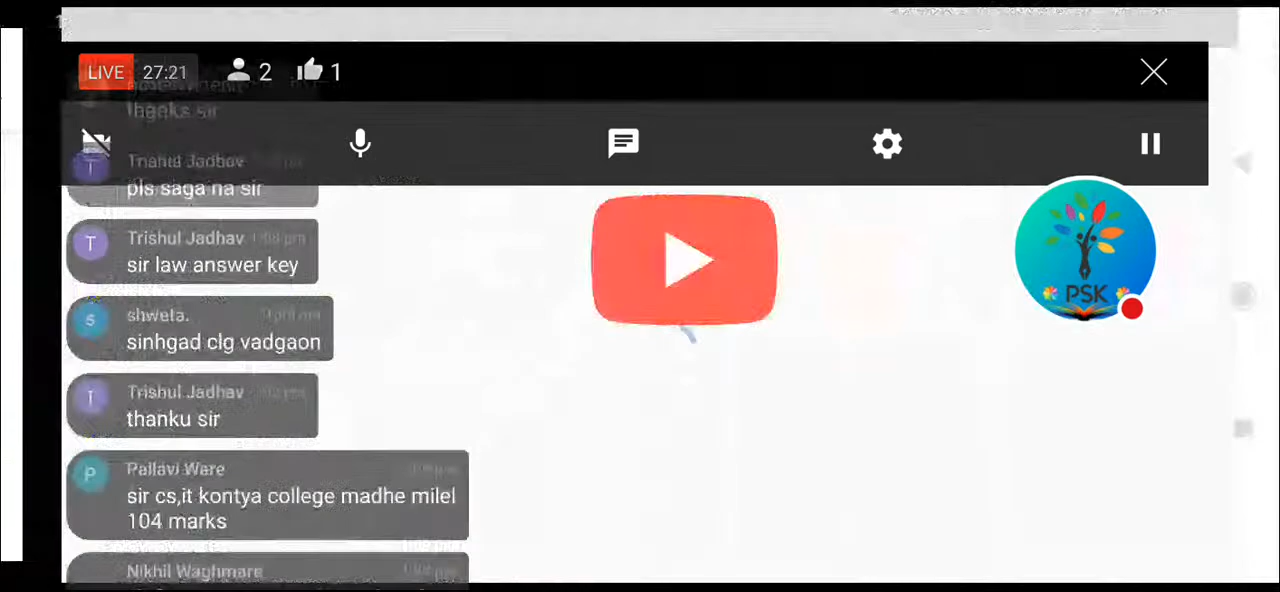 LIVE 27:21 2 1
thanks sir
Jadhav
pls saga na sir
Trishul Jadhav
sir law answer key
shweta.
sinhgad clg vadgaon
Trishul Jadhav
thanku sir
Pallavi Ware
sir cs,it kontya college madhe milel
104 marks
Nikhil Waghmare
T
T
S
T
P
PSK